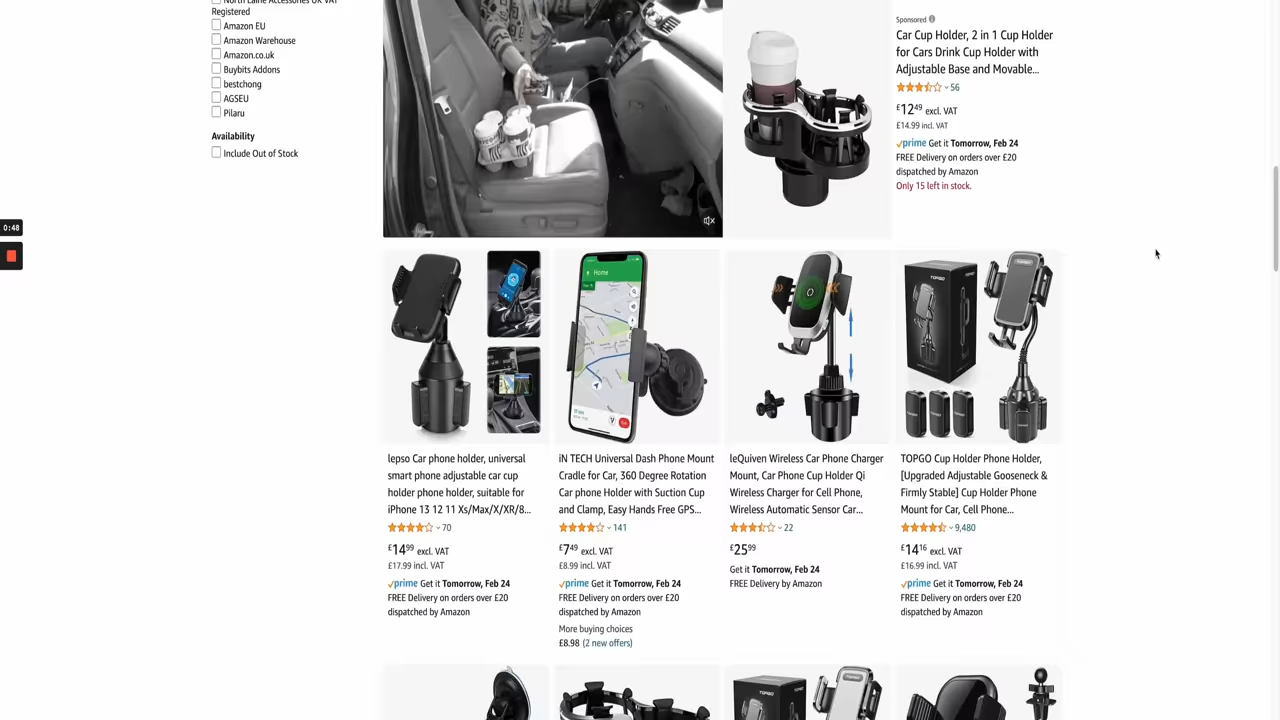 Registered
Amazon EU
Amazon Warehouse
Amazon.co.uk
Buybits Addons
bestchong
AGSEU
Pilaru
Availability
Include Out of Stock
0:48
Sponsored
Car Cup Holder, 2 in 1 Cup Holder
for Cars Drink Cup Holder with
Adjustable Base and Movable...
56
£12.49 excl. VAT
£14.99 incl. VAT
prime Get it Tomorrow, Feb 24
FREE Delivery on orders over £20
dispatched by Amazon
Only 15 left in stock.
Home
TOPGO
TOPGO
lepso Car phone holder, universal
smart phone adjustable car cup
holder phone holder, suitable for
iPhone 13 12 11 Xs/Max/X/XR/8...
70
£14.99 excl. VAT
£17.99 incl. VAT
prime Get it Tomorrow, Feb 24
FREE Delivery on orders over £20
dispatched by Amazon
iN TECH Universal Dash Phone Mount
Cradle for Car, 360 Degree Rotation
Car phone Holder with Suction Cup
and Clamp, Easy Hands Free GPS...
141
£7.49 excl. VAT
£8.99 incl. VAT
prime Get it Tomorrow, Feb 24
FREE Delivery on orders over £20
dispatched by Amazon
More buying choices
£8.98 (2 new offers)
leQuiven Wireless Car Phone Charger
Mount, Car Phone Cup Holder Qi
Wireless Charger for Cell Phone,
Wireless Automatic Sensor Car...
22
£25.99
Get it Tomorrow, Feb 24
FREE Delivery by Amazon
TOPGO Cup Holder Phone Holder,
[Upgraded Adjustable Gooseneck &
Firmly Stable] Cup Holder Phone
Mount for Car, Cell Phone...
9,480
£14.16 excl. VAT
£16.99 incl. VAT
prime Get it Tomorrow, Feb 24
FREE Delivery on orders over £20
dispatched by Amazon
TOPGO